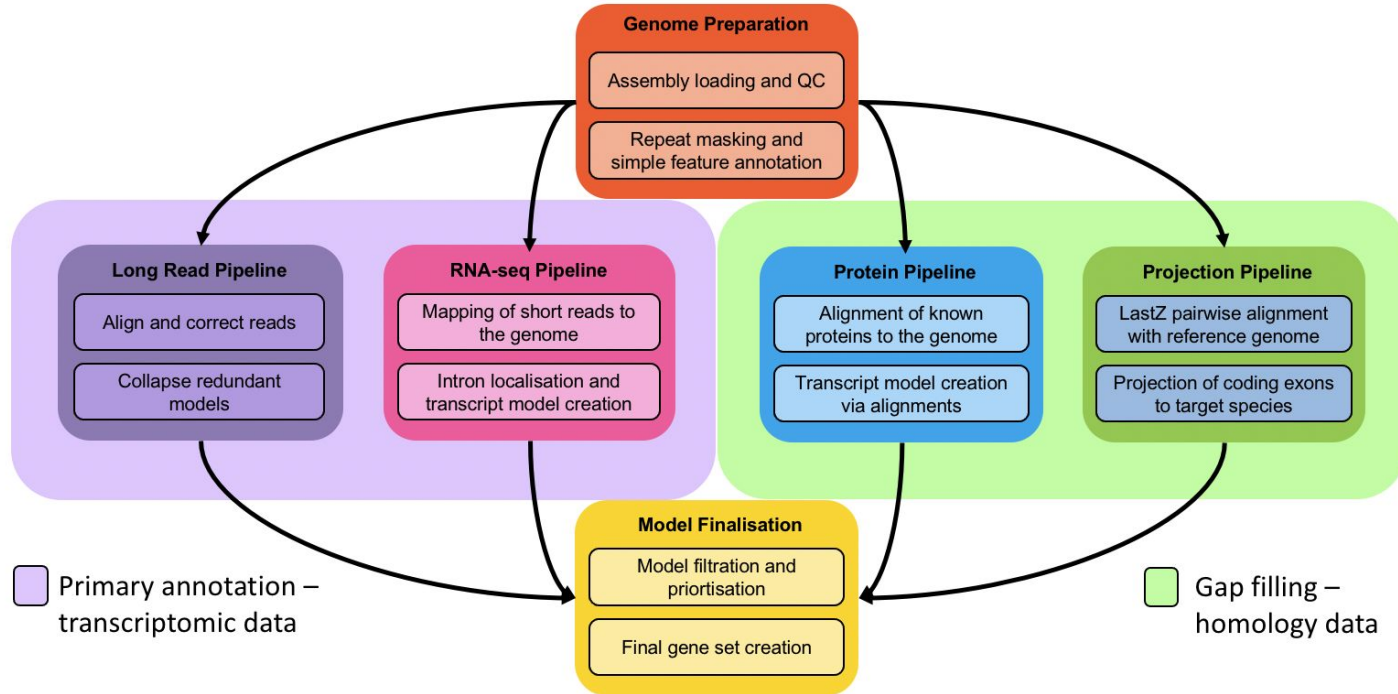 Genome Preparation
Assembly loading and QC
Repeat masking and
simple feature annotation
Long Read Pipeline
Align and correct reads
Collapse redundant
models
RNA-seq Pipeline
Mapping of short reads to
the genome
Intron localisation and
transcript model creation
Protein Pipeline
Alignment of known
proteins to the genome
Transcript model creation
via alignments
Projection Pipeline
LastZ pairwise alignment
with reference genome
Projection of coding exons
to target species
Model Finalisation
Model filtration and
priortisation
Final gene set creation
Primary annotation –
transcriptomic data
Gap filling –
homology data